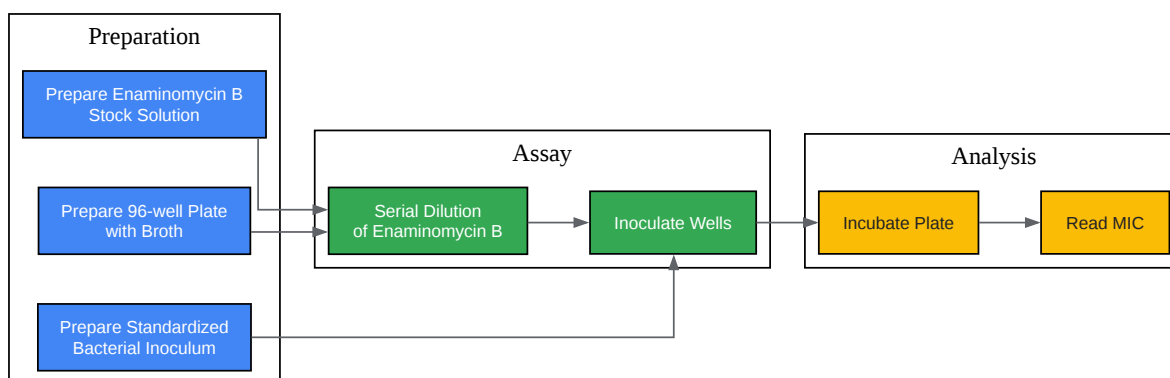 Preparation
Prepare Enaminomycin B
Stock Solution
Prepare 96-well Plate
with Broth
Prepare Standardized
Bacterial Inoculum
Assay
Serial Dilution
of Enaminomycin B
Inoculate Wells
Analysis
Incubate Plate
Read MIC